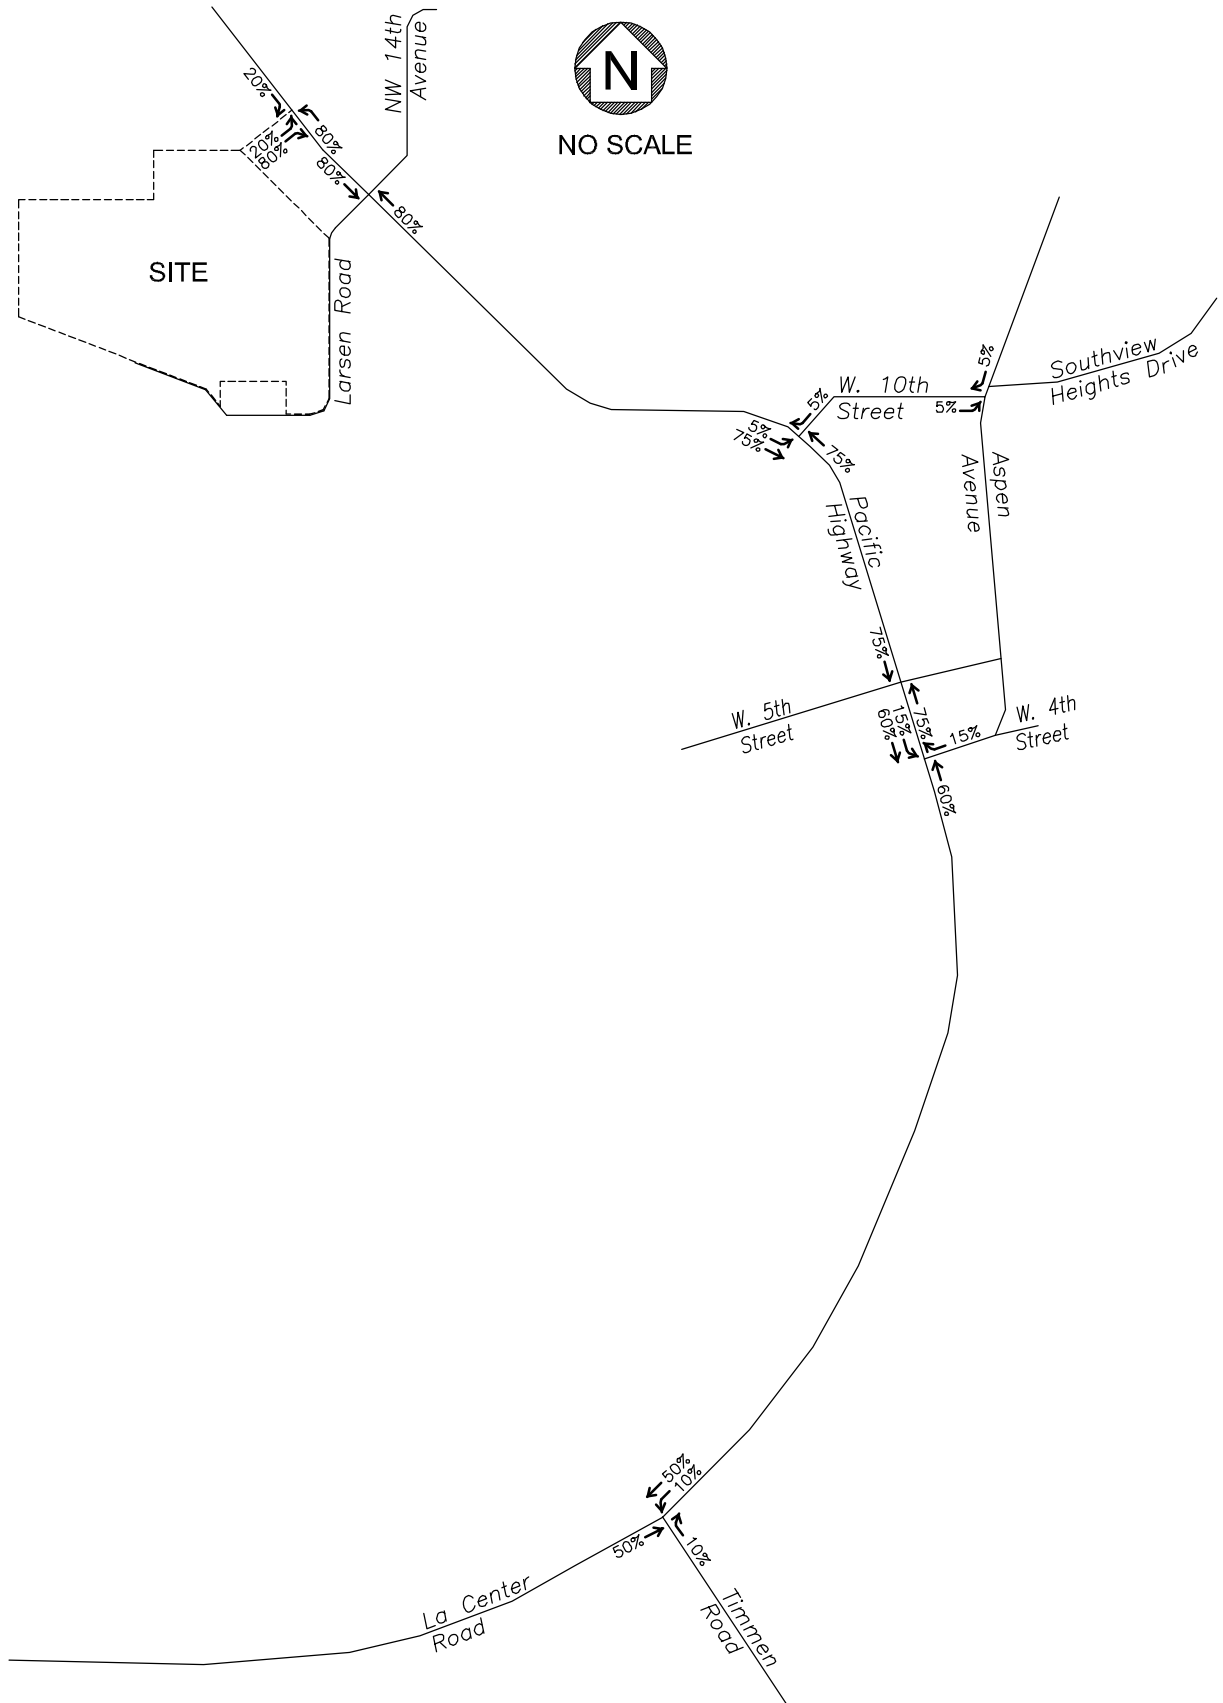 NW 14th
Avenue
N
NO SCALE
20%
80%
20%
80%
80%
80%
SITE
Larsen Road
5%
Southview
Heights Drive
W. 10th
Street
5%
5%
5%
75%
75%
Aspen
Avenue
Pacific
Highway
75%
W. 5th
Street
75%
15%
60%
15%
W. 4th
Street
60%
50%
10%
50%
10%
La Center
Road
Timmen
Road